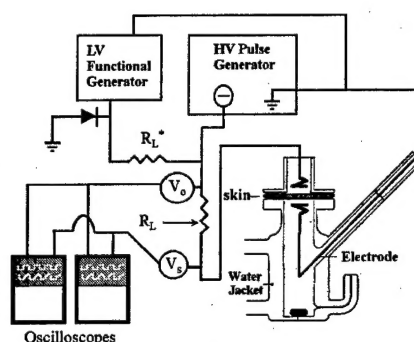 LV
Functional
Generator
HV Pulse
Generator
R_L*
V_o
skin
R_L
V_s
Electrode
Water
Jacket
Oscilloscopes